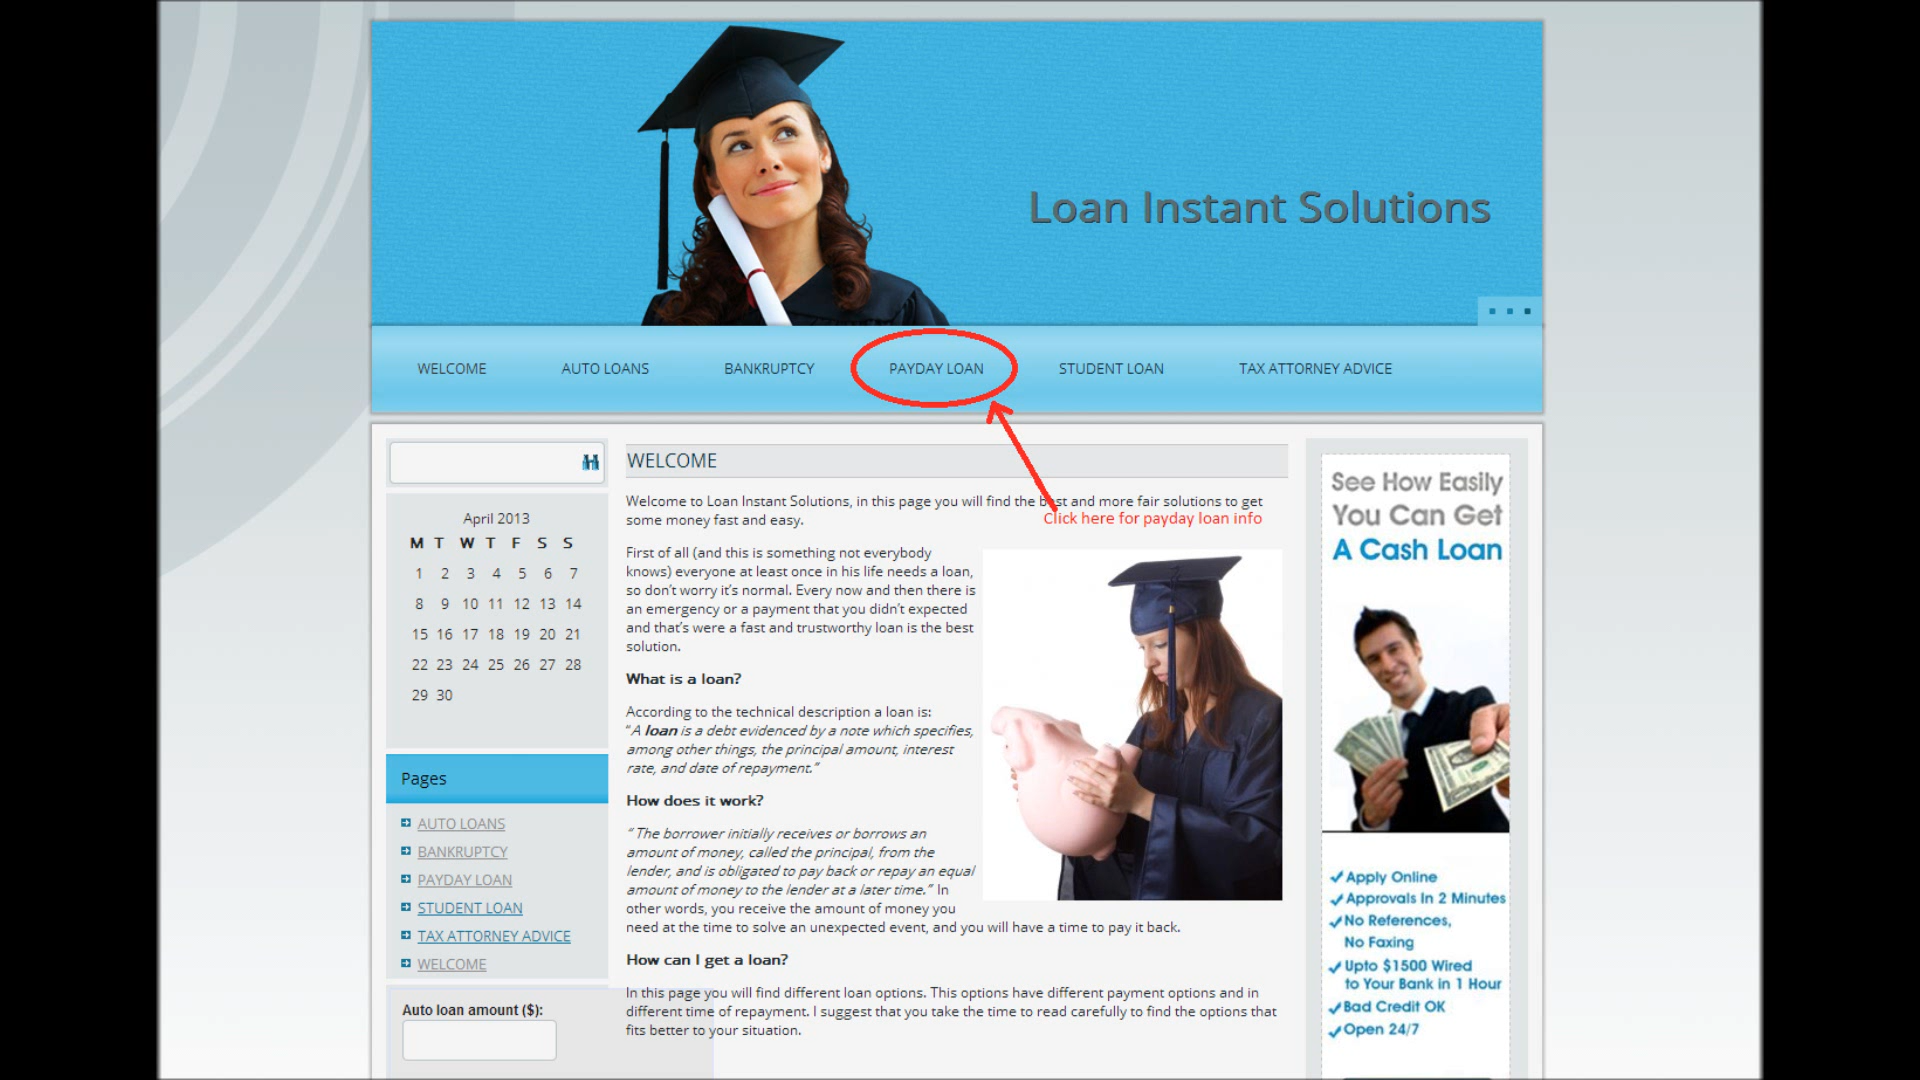 Loan Instant Solutions
WELCOME
AUTO LOANS
BANKRUPTCY
PAYDAY LOAN
STUDENT LOAN
TAX ATTORNEY ADVICE
April 2013
M T W T F S S
1 2 3 4 5 6 7
8 9 10 11 12 13 14
15 16 17 18 19 20 21
22 23 24 25 26 27 28
29 30
Pages
AUTO LOANS
BANKRUPTCY
PAYDAY LOAN
STUDENT LOAN
TAX ATTORNEY ADVICE
WELCOME
Auto loan amount ($):
WELCOME
Welcome to Loan Instant Solutions, in this page you will find the best and more fair solutions to get
some money fast and easy.
Click here for payday loan info
First of all (and this is something not everybody
knows) everyone at least once in his life needs a loan,
so don't worry it's normal. Every now and then there is
an emergency or a payment that you didn't expected
and that's were a fast and trustworthy loan is the best
solution.
What is a loan?
According to the technical description a loan is:
"A loan is a debt evidenced by a note which specifies,
among other things, the principal amount, interest
rate, and date of repayment."
How does it work?
" The borrower initially receives or borrows an
amount of money, called the principal, from the
lender, and is obligated to pay back or repay an equal
amount of money to the lender at a later time." In
other words, you receive the amount of money you
need at the time to solve an unexpected event, and you will have a time to pay it back.
How can I get a loan?
In this page you will find different loan options. This options have different payment options and in
different time of repayment. I suggest that you take the time to read carefully to find the options that
fits better to your situation.
See How Easily
You Can Get
A Cash Loan
Apply Online
Approvals In 2 Minutes
No References,
No Faxing
Upto $1500 Wired
to Your Bank in 1 Hour
Bad Credit OK
Open 24/7